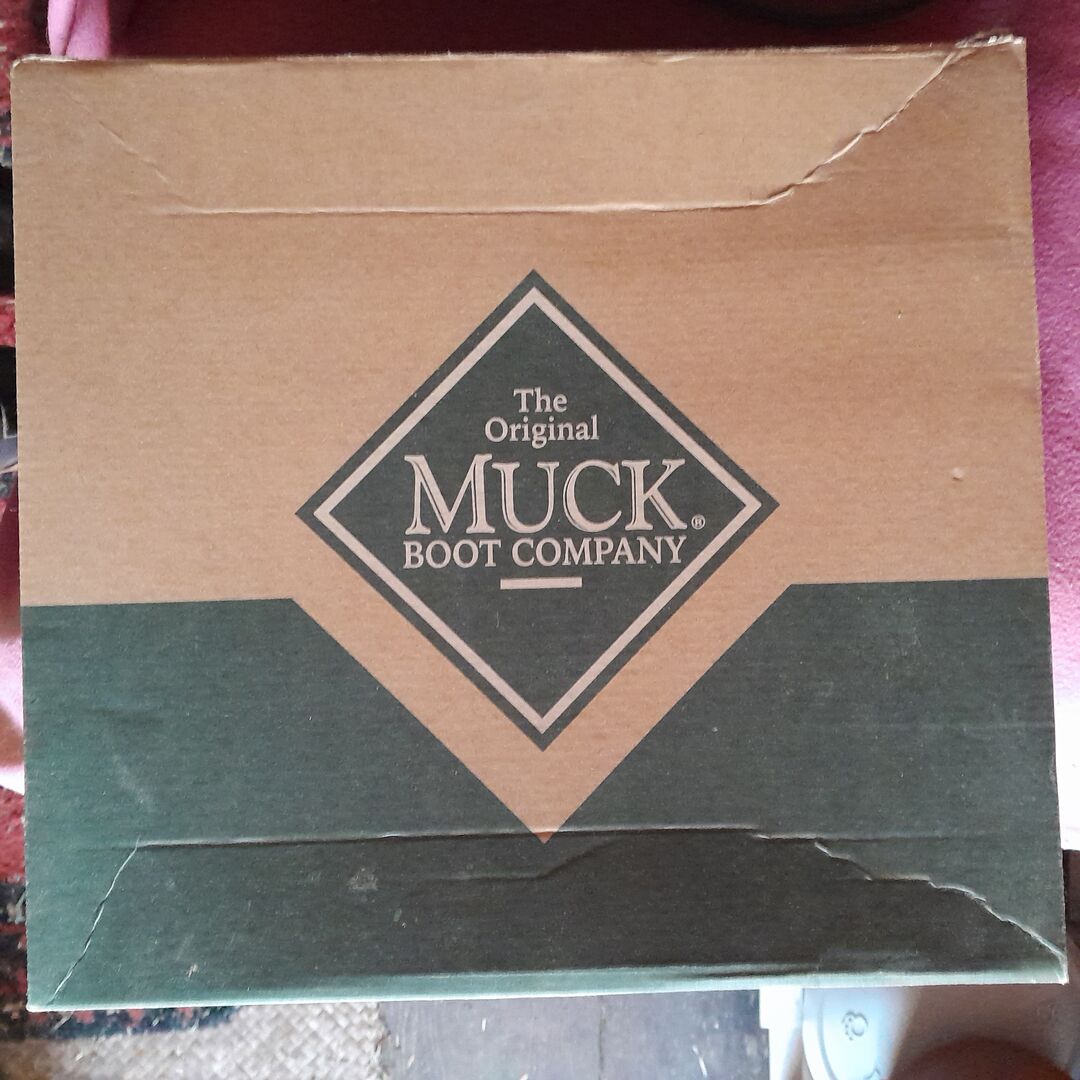 The
Original
MUCK®
BOOT COMPANY